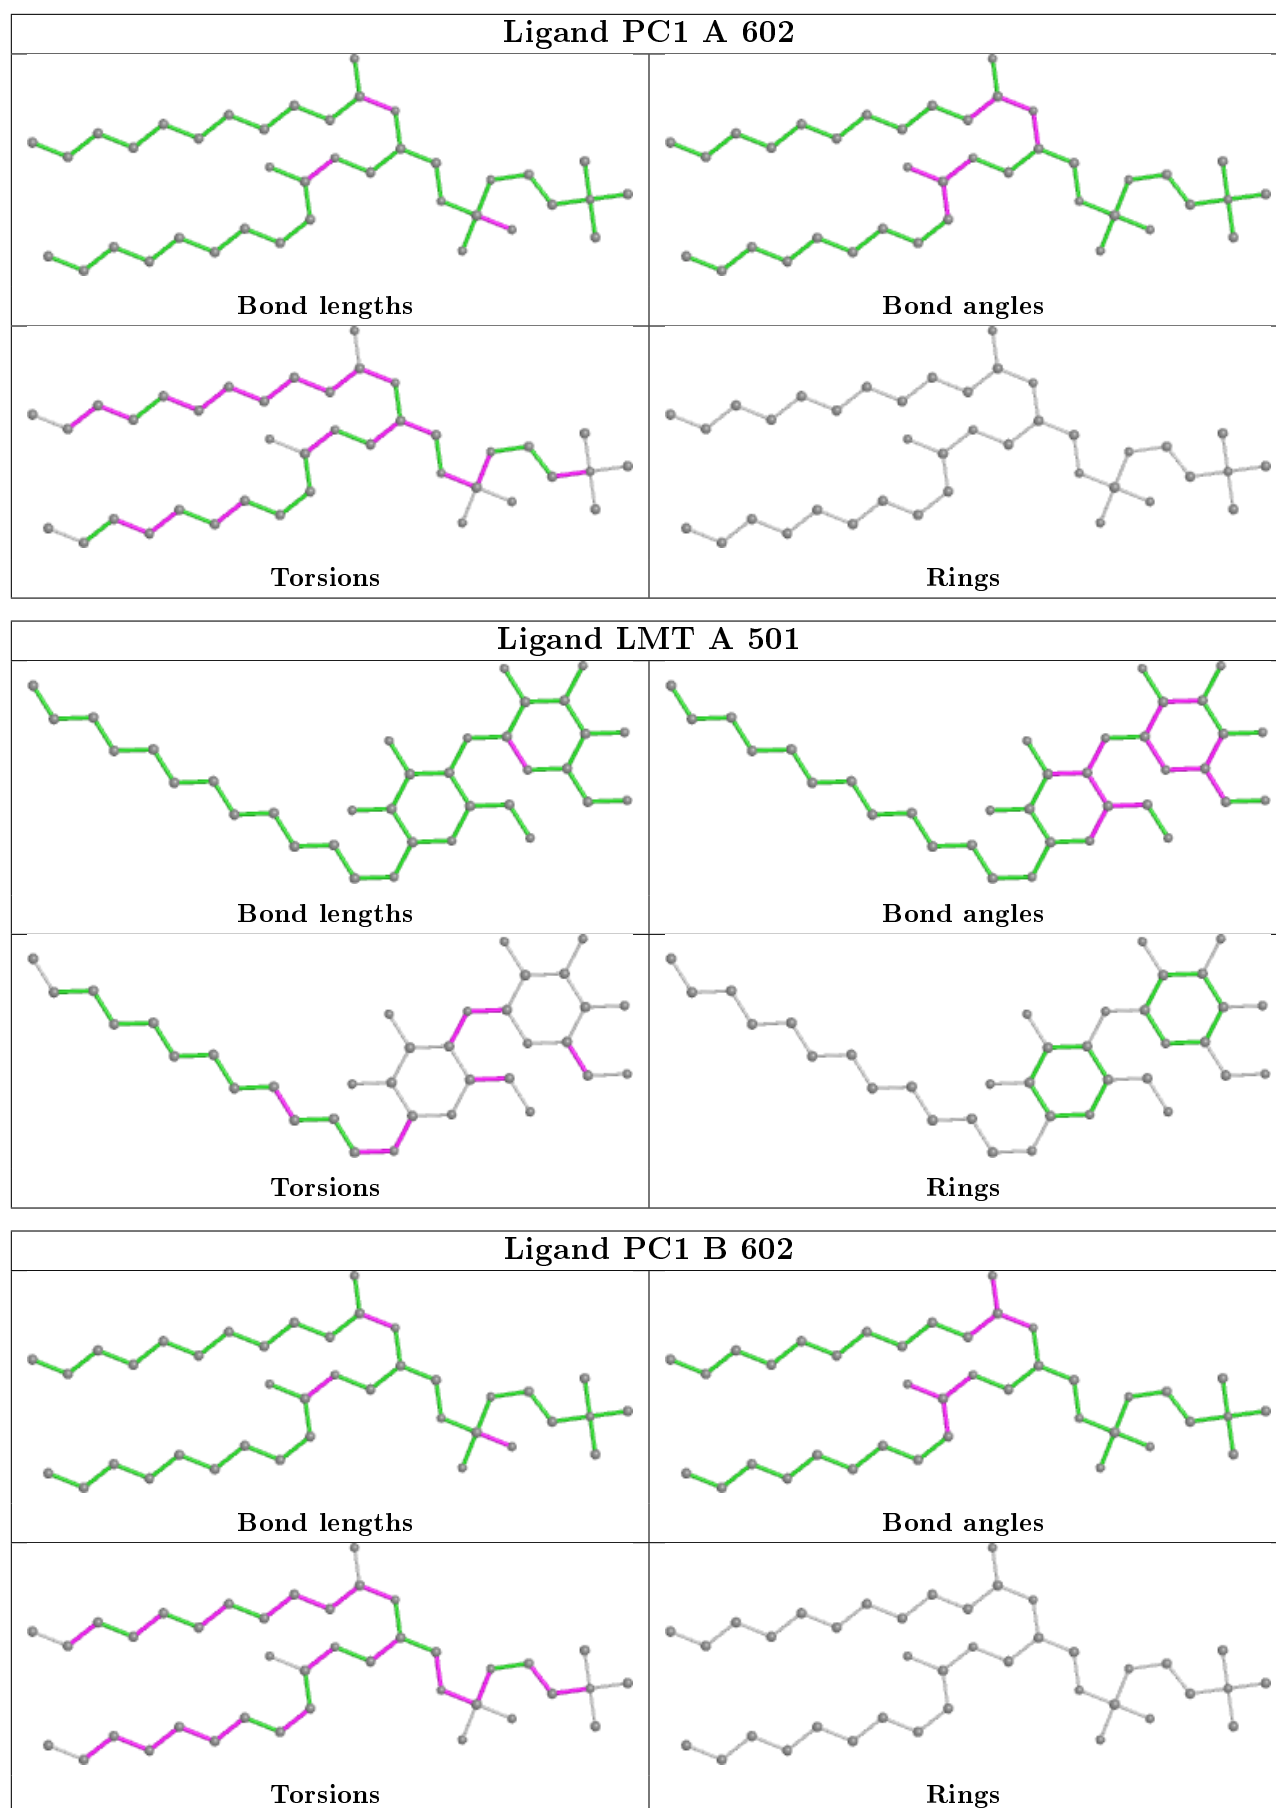 Ligand PC1 A 602
Bond lengths
Bond angles
Torsions
Rings
Ligand LMT A 501
Bond lengths
Bond angles
Torsions
Rings
Ligand PC1 B 602
Bond lengths
Bond angles
Torsions
Rings